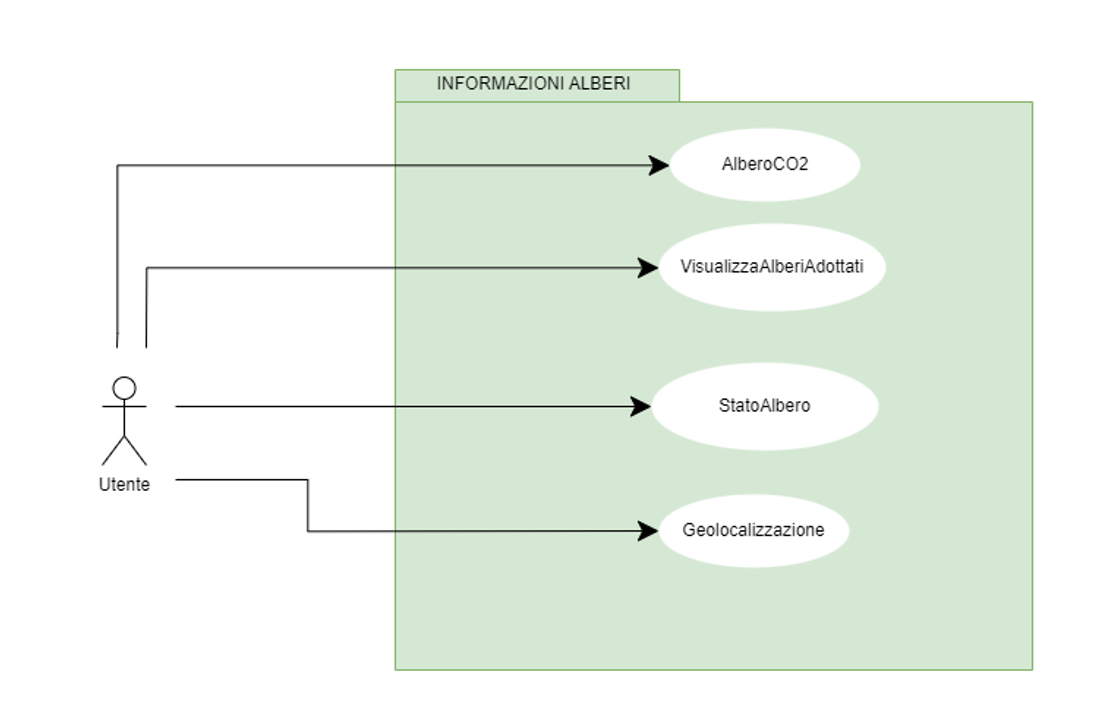 INFORMAZIONI ALBERI
AlberoCO2
VisualizzaAlberiAdottati
StatoAlbero
Utente
Geolocalizzazione